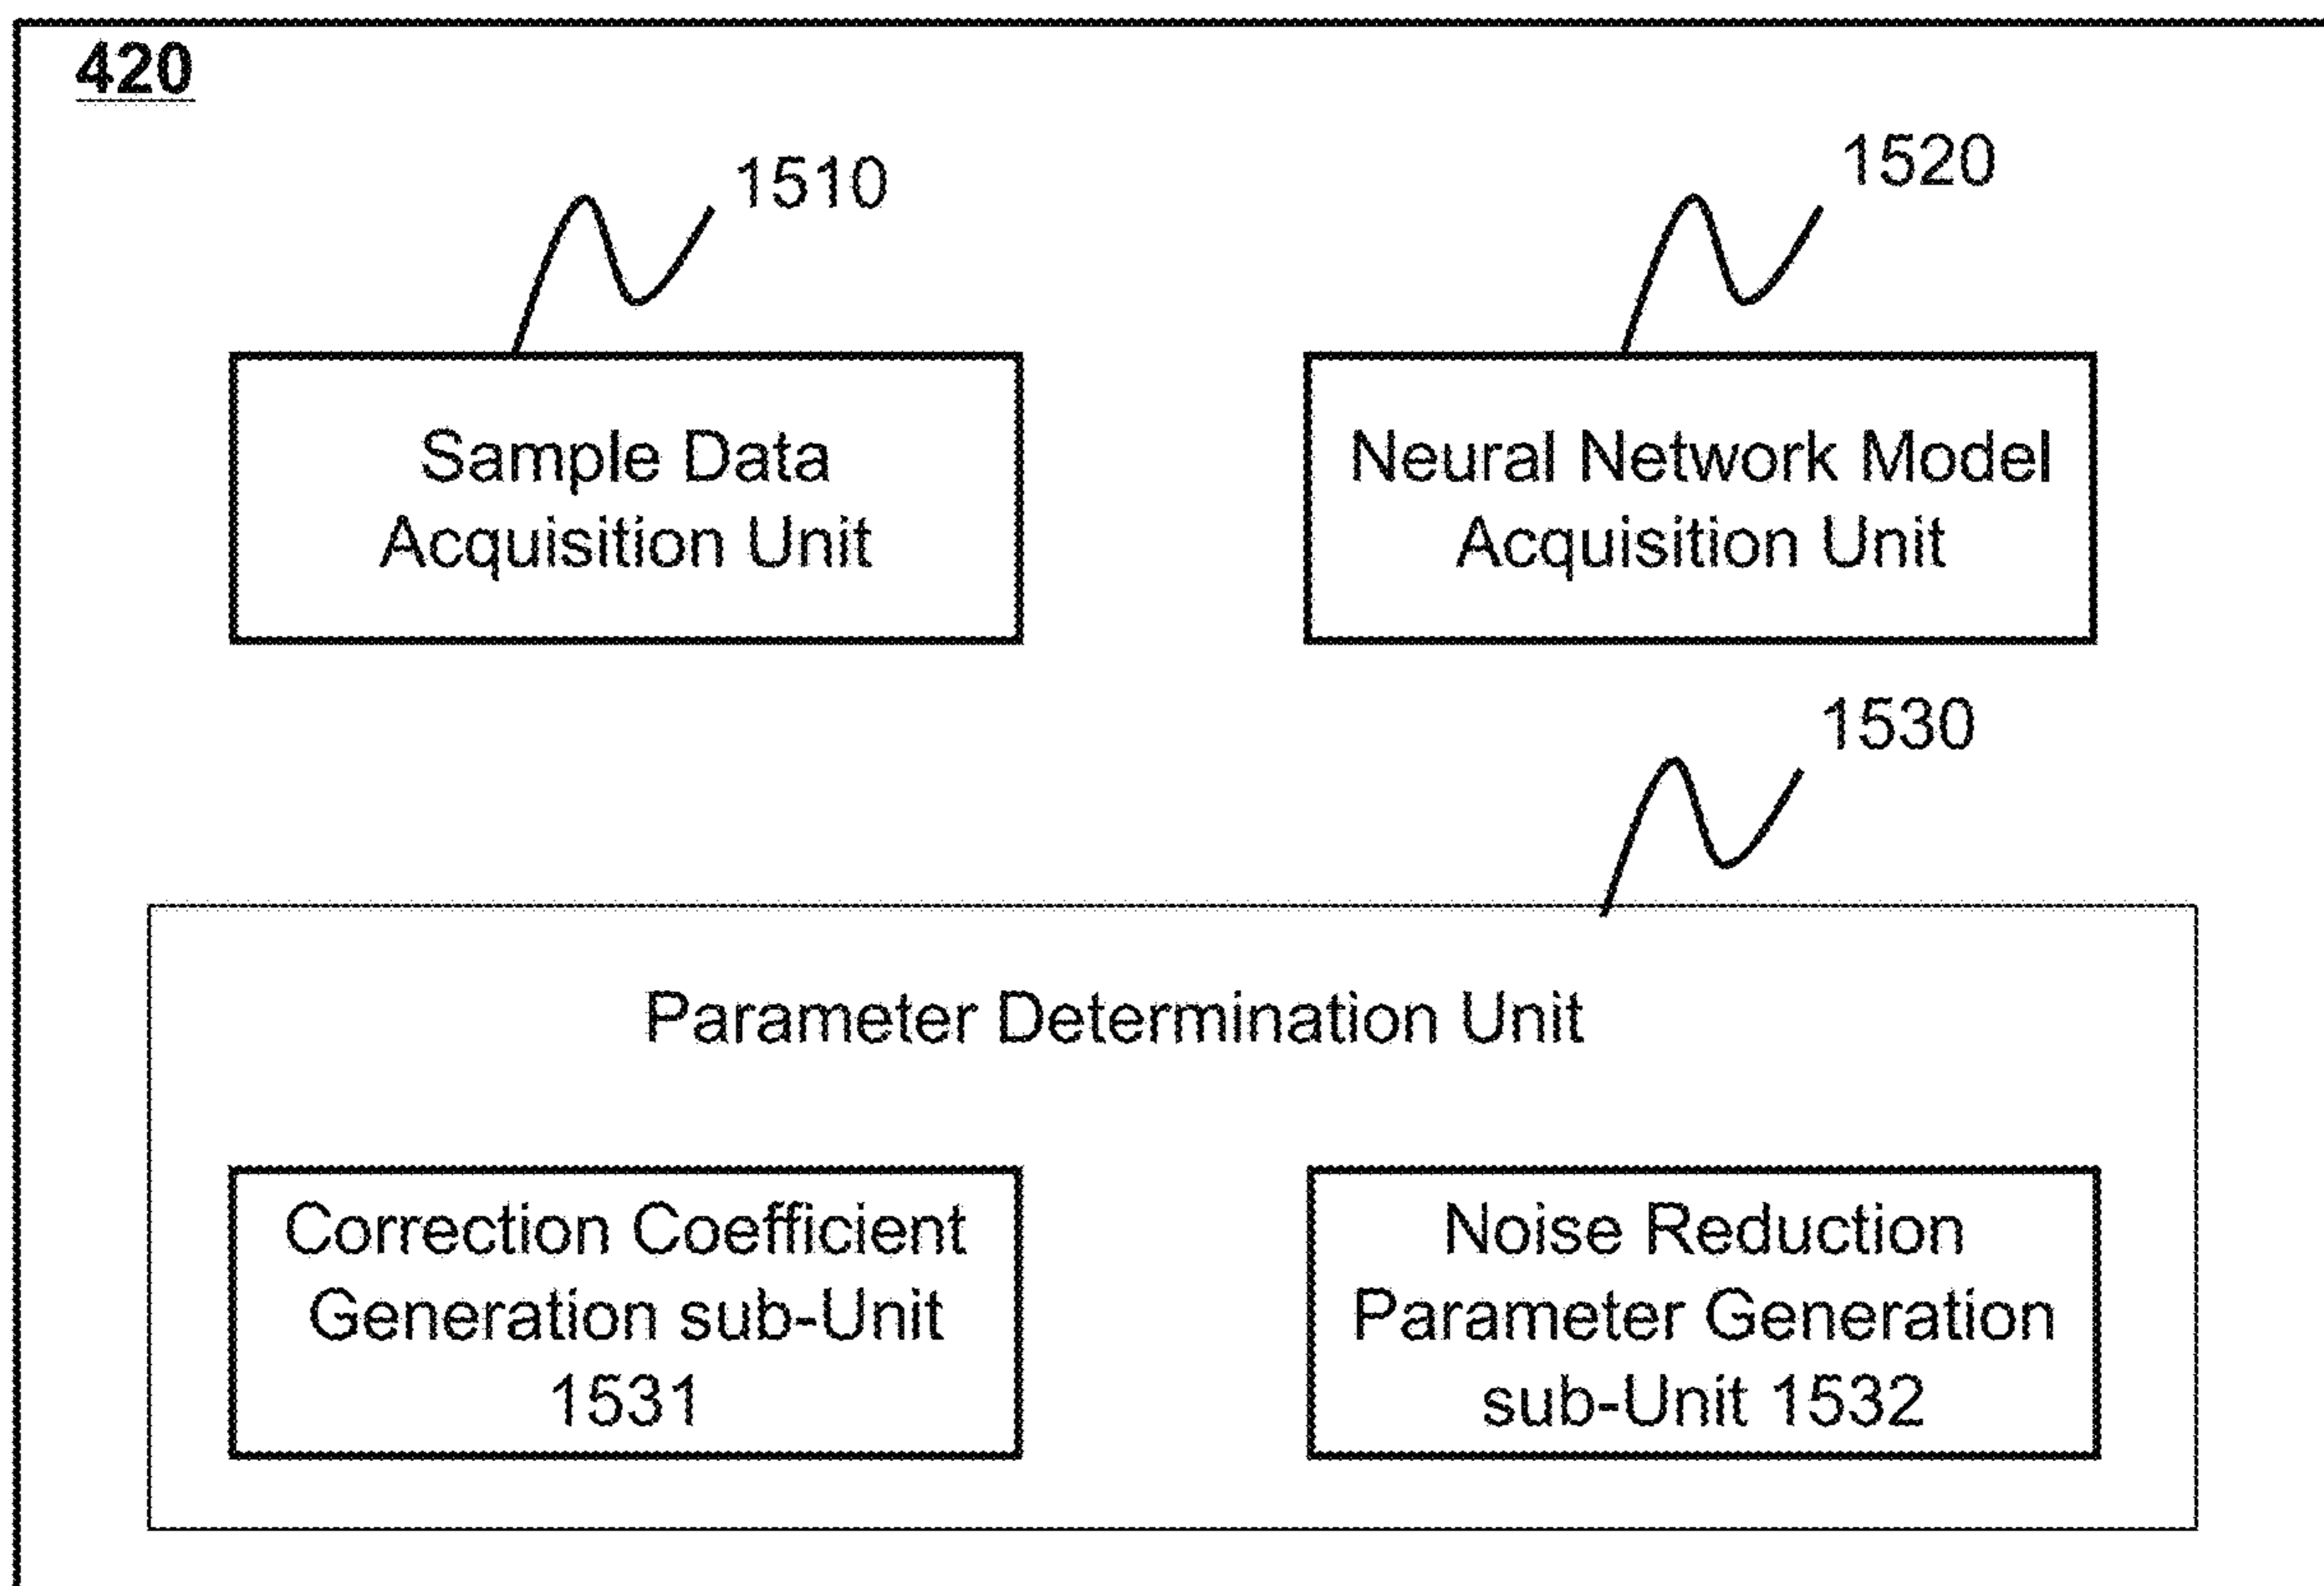 420
1510
1520
Sample Data
Acquisition Unit
Neural Network Model
Acquisition Unit
1530
Parameter Determination Unit
Correction Coefficient
Generation sub-Unit
1531
Noise Reduction
Parameter Generation
sub-Unit 1532